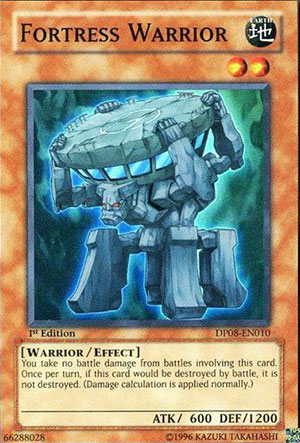 FORTRESS WARRIOR
EARTH
地
1st Edition
DP08-EN010
[WARRIOR/EFFECT]
You take no battle damage from battles involving this card.
Once per turn, if this card would be destroyed by battle, it
is not destroyed. (Damage calculation is applied normally.)
ATK/ 600 DEF/1200
66288028
©1996 KAZUKI TAKAHASHI